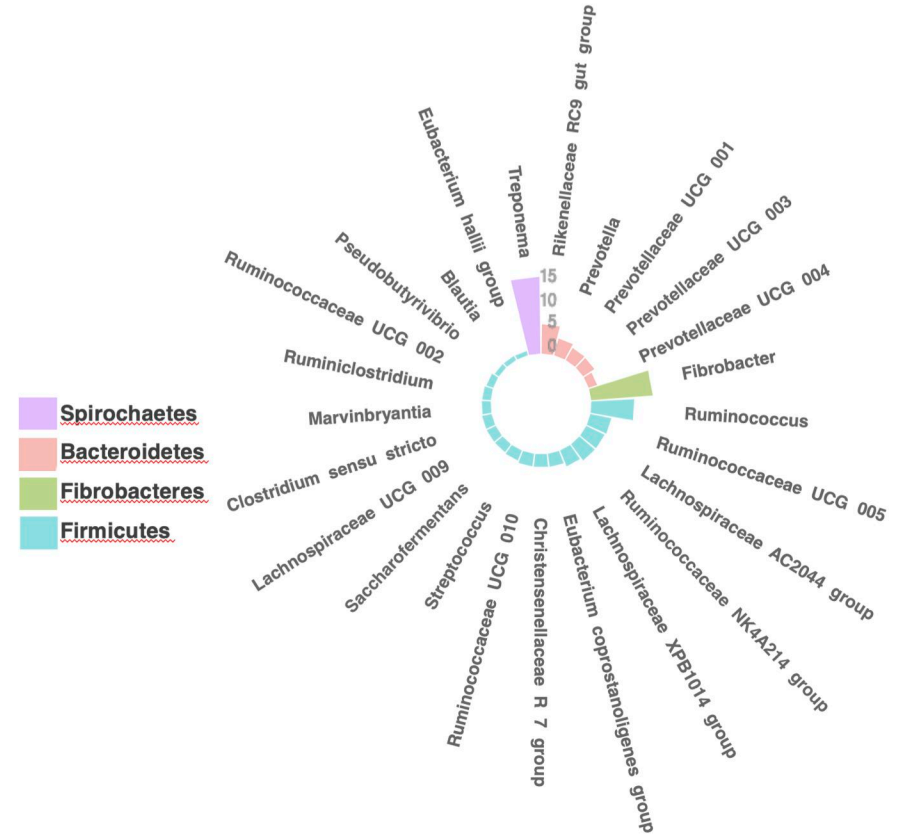 Rikenellaceae RC9 gut group
Prevotella
Prevotellaceae UCG 001
Prevotellaceae UCG 003
Prevotellaceae UCG 004
Fibrobacter
Ruminococcus
Ruminococcaceae UCG 005
Lachnospiraceae AC2044 group
Ruminococcaceae NK4A214 group
Lachnospiraceae XPB1014 group
Eubacterium coprostanoligenes group
Christensenellaceae R 7 group
Ruminococcaceae UCG 010
Streptococcus
Saccharofermentans
Lachnospiraceae UCG 009
Clostridium sensu stricto
Marvinbryantia
Ruminiclostridium
Ruminococcaceae UCG 002
Pseudobutyrivibrio
Blautia
Eubacterium hallii group
Treponema
15
10
5
0
Spirochaetes
Bacteroidetes
Fibrobacteres
Firmicutes